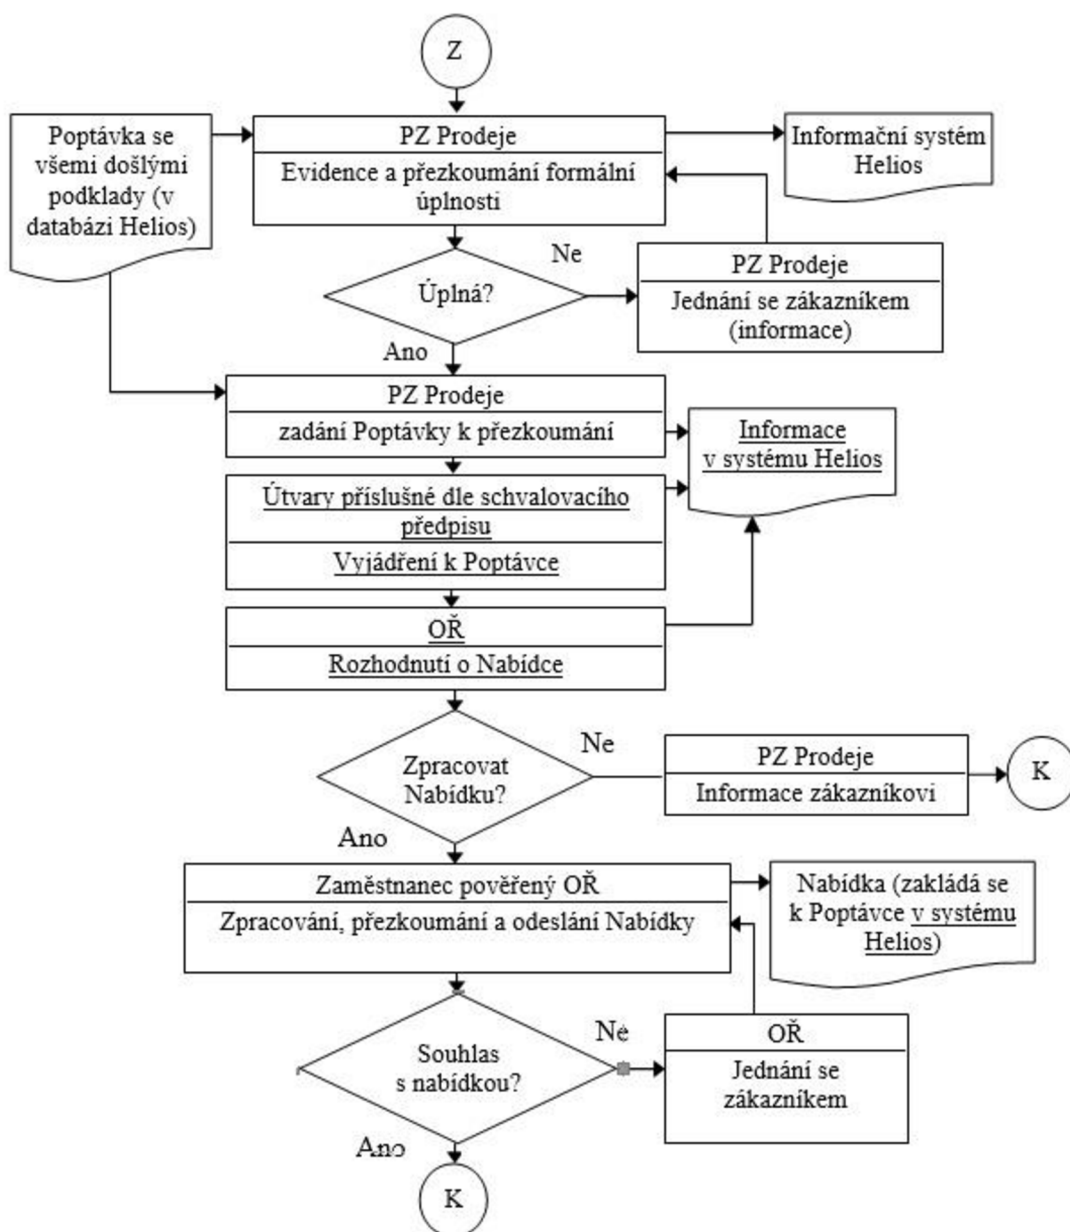 Z
Poptávka se
všemi došlými
podklady (v
databázi Helios)
PZ Prodeje
Evidence a přezkoumání formální
úplnosti
Informační systém
Helios
Úplná?
Ne
PZ Prodeje
Jednání se zákazníkem
(informace)
Ano
PZ Prodeje
zadání Poptávky k přezkoumání
Informace
v systému Helios
Útvary příslušné dle schvalovacího
předpisu
Vyjádření k Poptávce
OŘ
Rozhodnutí o Nabídce
Zpracovat
Nabídku?
Ne
PZ Prodeje
Informace zákazníkovi
K
Ano
Zaměstnanec pověřený OŘ
Zpracování, přezkoumání a odeslání Nabídky
Nabídka (zakládá se
k Poptávce v systému
Helios)
Souhlas
s nabídkou?
Ne
OŘ
Jednání se
zákazníkem
Ano
K